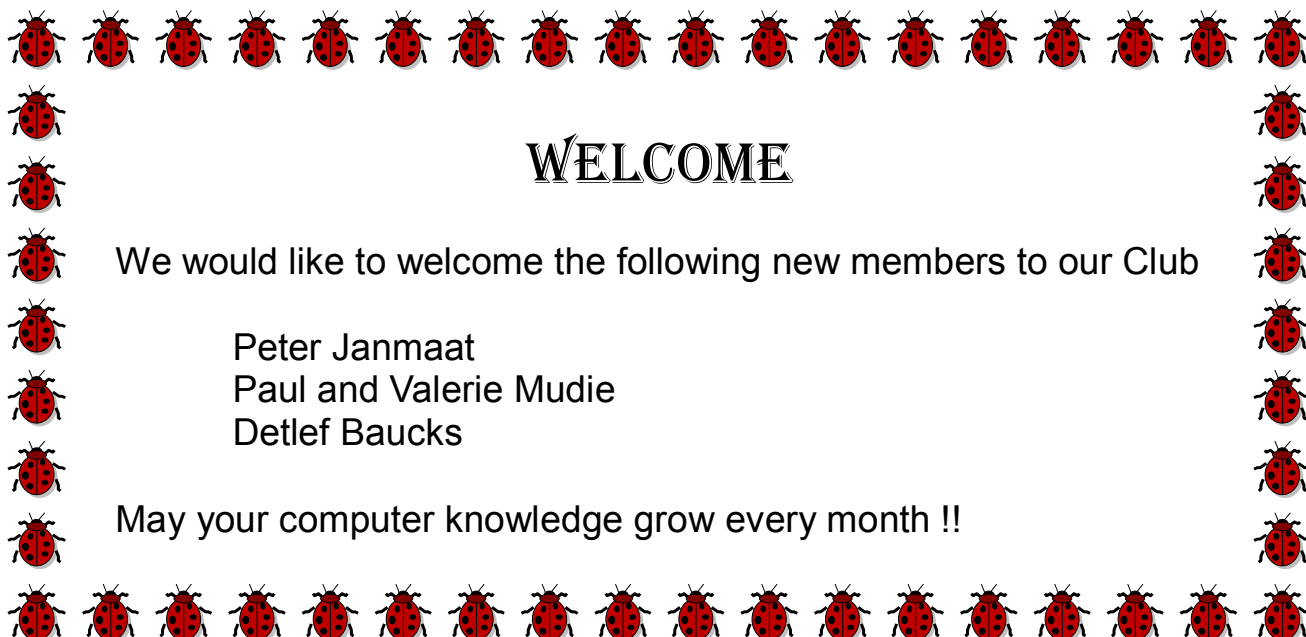 WELCOME
We would like to welcome the following new members to our Club
Peter Janmaat
Paul and Valerie Mudie
Detlef Baucks
May your computer knowledge grow every month !!